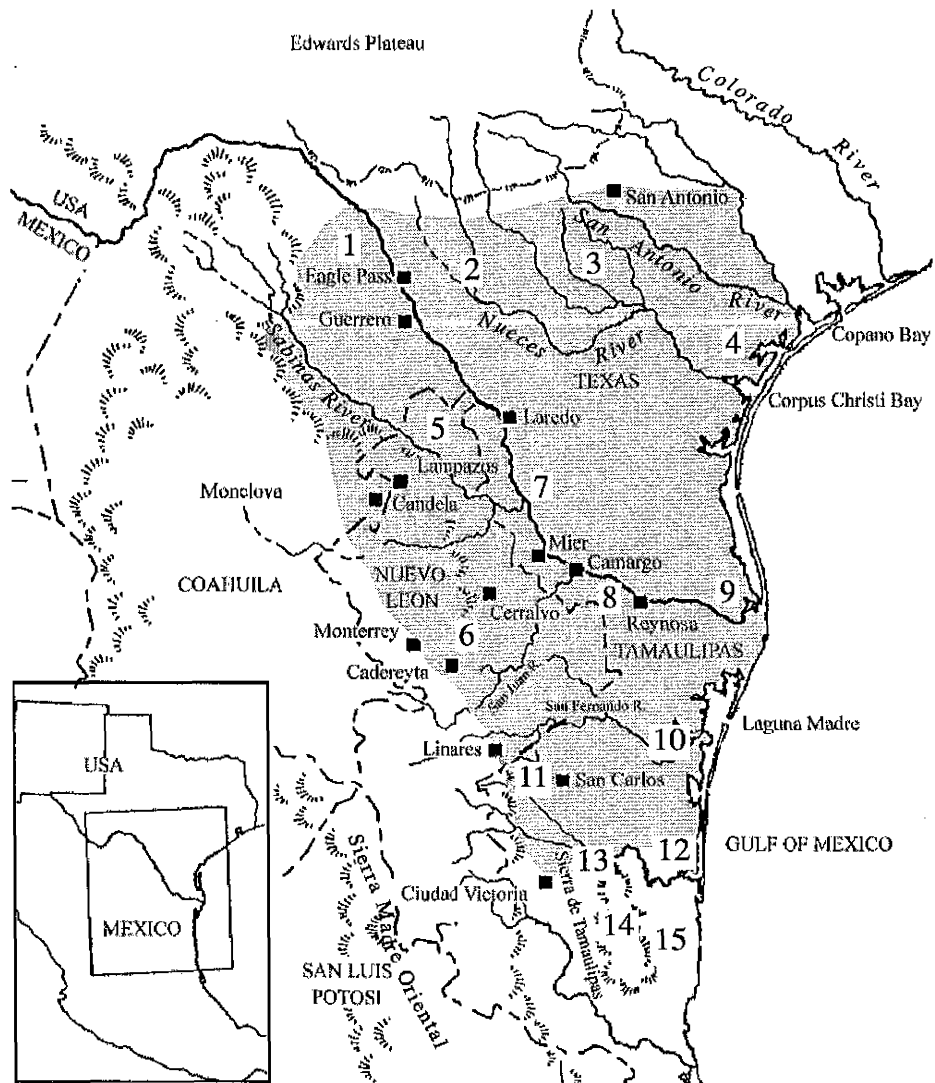 Edwards Plateau
Colorado
River
USA
MEXICO
San Antonio
San Antonio
River
1
2
3
Eagle Pass
Guerrero
Nueces
River
4
Copano Bay
Sabinas River
TEXAS
Corpus Christi Bay
5
Laredo
Lampazos
7
Monclova
Candela
Mier
Camargo
COAHUILA
NUEVO
LEON
8
9
Cerralvo
Reynosa
Monterrey
6
TAMAULIPAS
Cadereyta
San Juan R.
San Fernando R.
Laguna Madre
Linares
10
11
San Carlos
USA
GULF OF MEXICO
12
13
Ciudad Victoria
Sierra de Tamaulipas
Sierra Madre Oriental
14
15
MEXICO
SAN LUIS
POTOSI